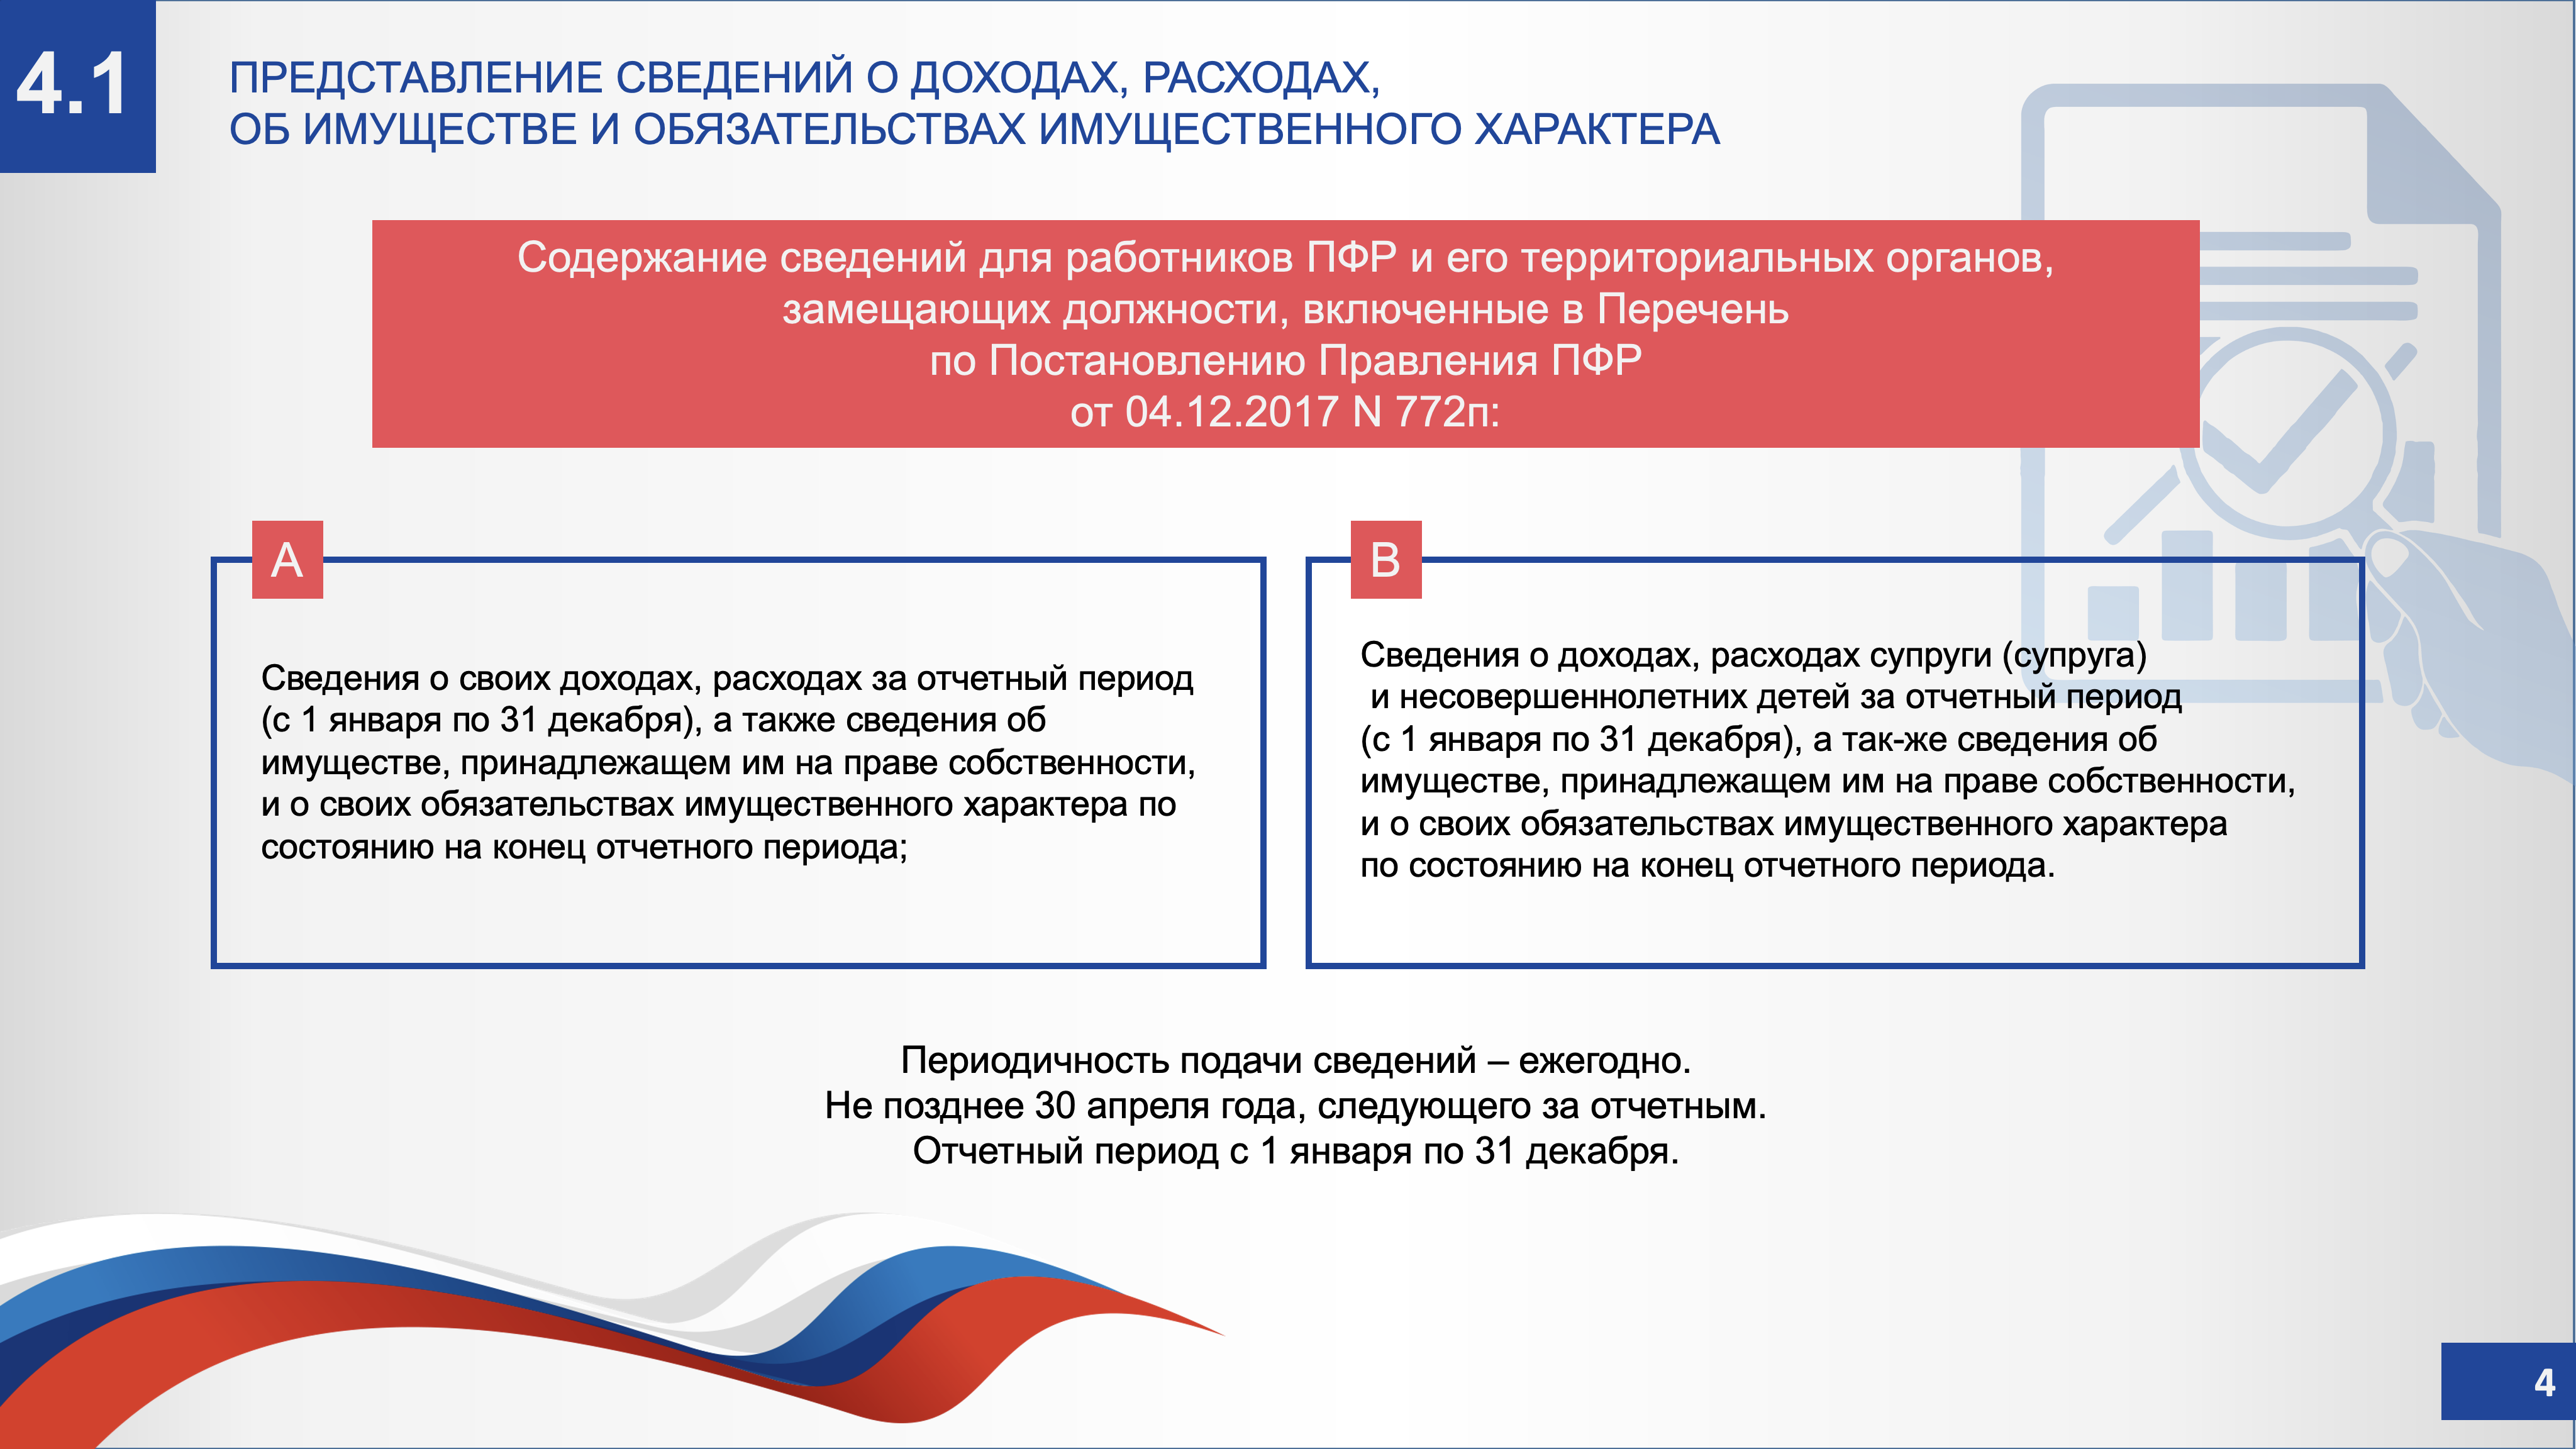 4.1
ПРЕДСТАВЛЕНИЕ СВЕДЕНИЙ О ДОХОДАХ, РАСХОДАХ,
ОБ ИМУЩЕСТВЕ И ОБЯЗАТЕЛЬСТВАХ ИМУЩЕСТВЕННОГО ХАРАКТЕРА
Содержание сведений для работников ПФР и его территориальных органов,
замещающих должности, включенные в Перечень
по Постановлению Правления ПФР
от 04.12.2017 N 772п:
А
Сведения о своих доходах, расходах за отчетный период
(с 1 января по 31 декабря), а также сведения об
имуществе, принадлежащем им на праве собственности,
и о своих обязательствах имущественного характера по
состоянию на конец отчетного периода;
В
Сведения о доходах, расходах супруги (супруга)
и несовершеннолетних детей за отчетный период
(с 1 января по 31 декабря), а так-же сведения об
имуществе, принадлежащем им на праве собственности,
и о своих обязательствах имущественного характера
по состоянию на конец отчетного периода.
Периодичность подачи сведений – ежегодно.
Не позднее 30 апреля года, следующего за отчетным.
Отчетный период с 1 января по 31 декабря.
4